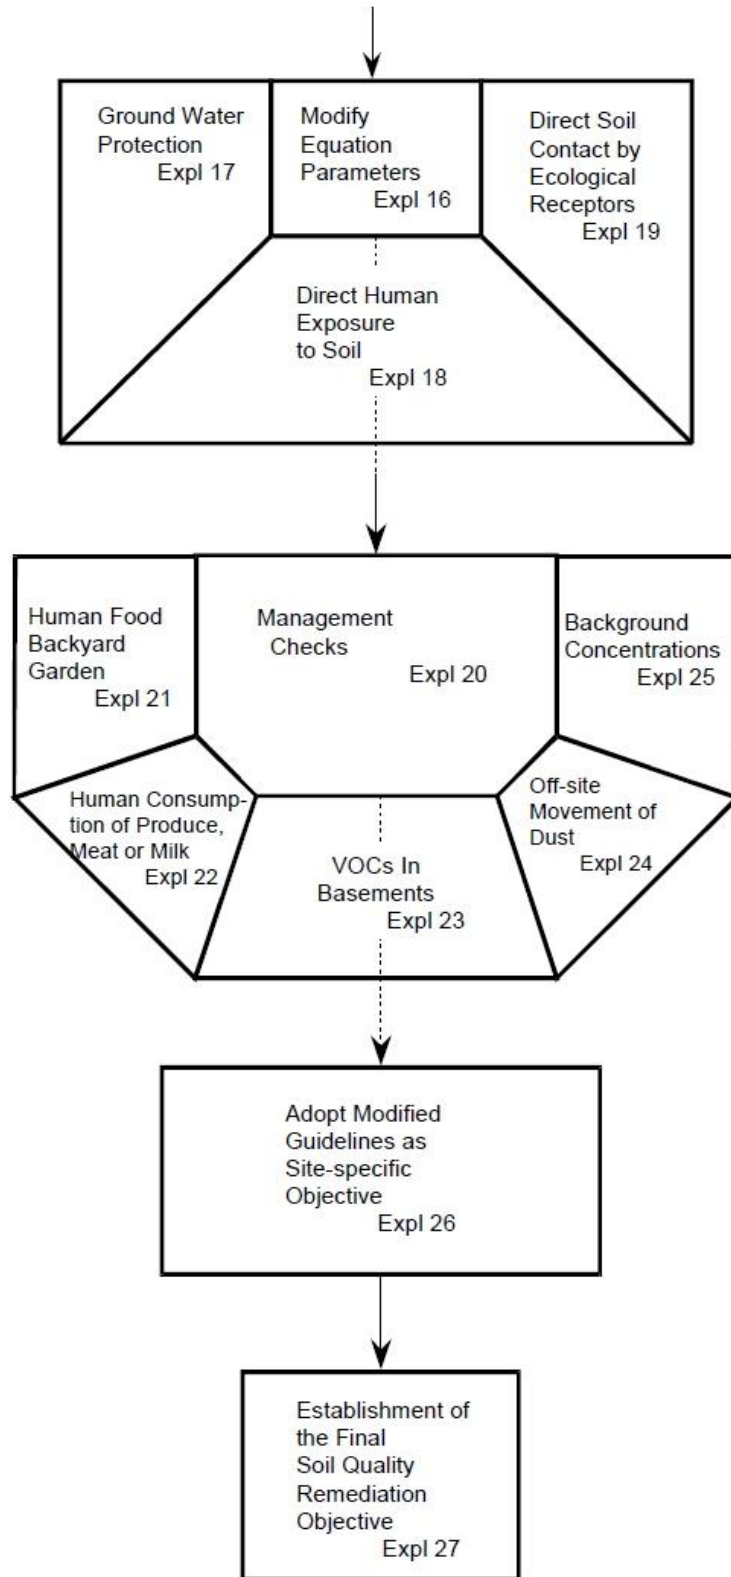 Ground Water
Protection
Expl 17
Modify
Equation
Parameters
Expl 16
Direct Soil
Contact by
Ecological
Receptors
Expl 19
Direct Human
Exposure
to Soil
Expl 18
Human Food
Backyard
Garden
Expl 21
Management
Checks
Expl 20
Background
Concentrations
Expl 25
Human Consump-
tion of Produce,
Meat or Milk
Expl 22
VOCs In
Basements
Expl 23
Off-site
Movement of
Dust
Expl 24
Adopt Modified
Guidelines as
Site-specific
Objective
Expl 26
Establishment of
the Final
Soil Quality
Remediation
Objective
Expl 27